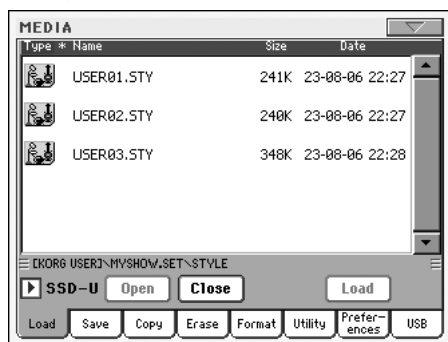 MEDIA
Type * Name Size Date
USER01.STY 241K 23-08-06 22:27
USER02.STY 240K 23-08-06 22:27
USER03.STY 348K 23-08-06 22:28
[KORG USER]\MYSHOW.SET\STYLE
SSD-U Open Close Load
Load Save Copy Erase Format Utility Prefer-ences USB